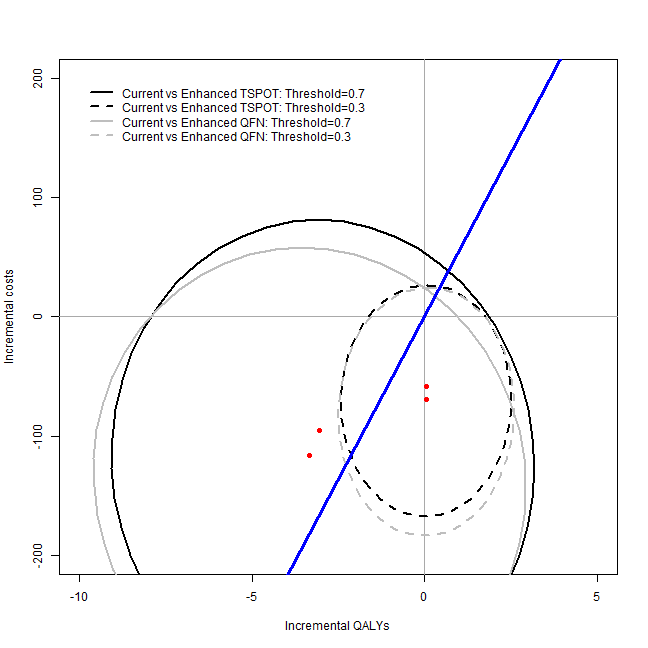 Current vs Enhanced TSPOT: Threshold=0.7
Current vs Enhanced TSPOT: Threshold=0.3
Current vs Enhanced QFN: Threshold=0.7
Current vs Enhanced QFN: Threshold=0.3
Incremental costs
200
100
0
-100
-200
-10
-5
0
5
Incremental QALYs